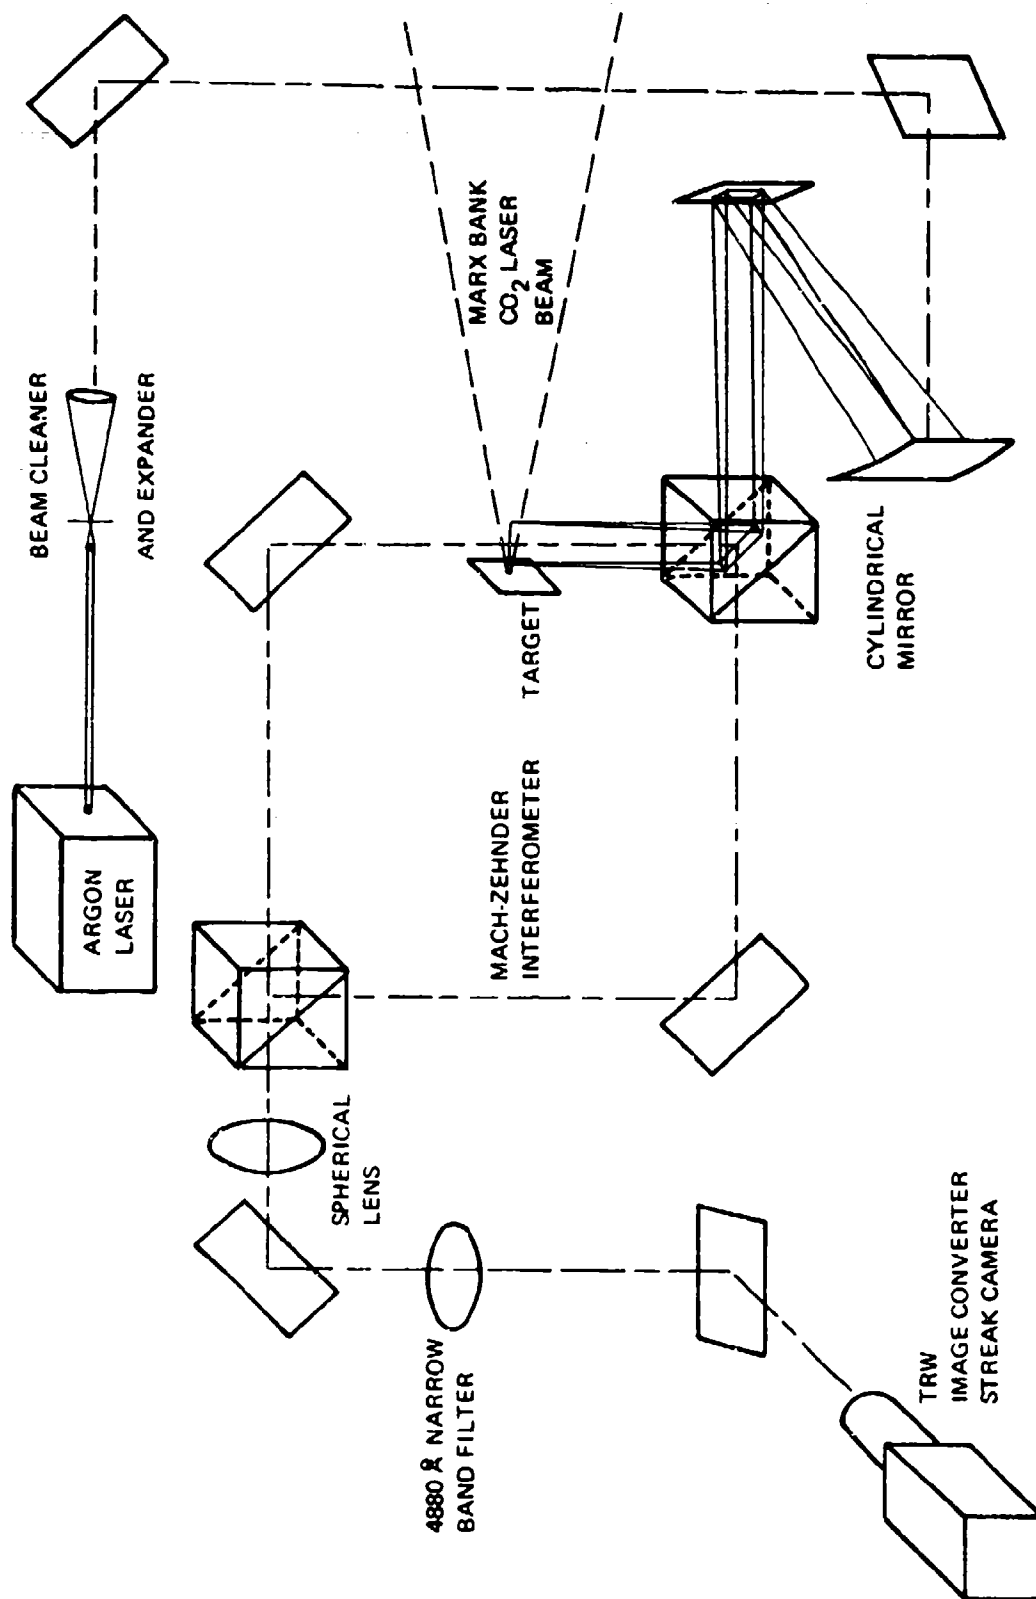 BEAM CLEANER
AND EXPANDER
ARGON
LASER
MARX BANK
CO₂ LASER
BEAM
TARGET
MACH-ZEHNDER
INTERFEROMETER
CYLINDRICAL
MIRROR
SPHERICAL
LENS
4880 Å NARROW
BAND FILTER
TRW
IMAGE CONVERTER
STREAK CAMERA